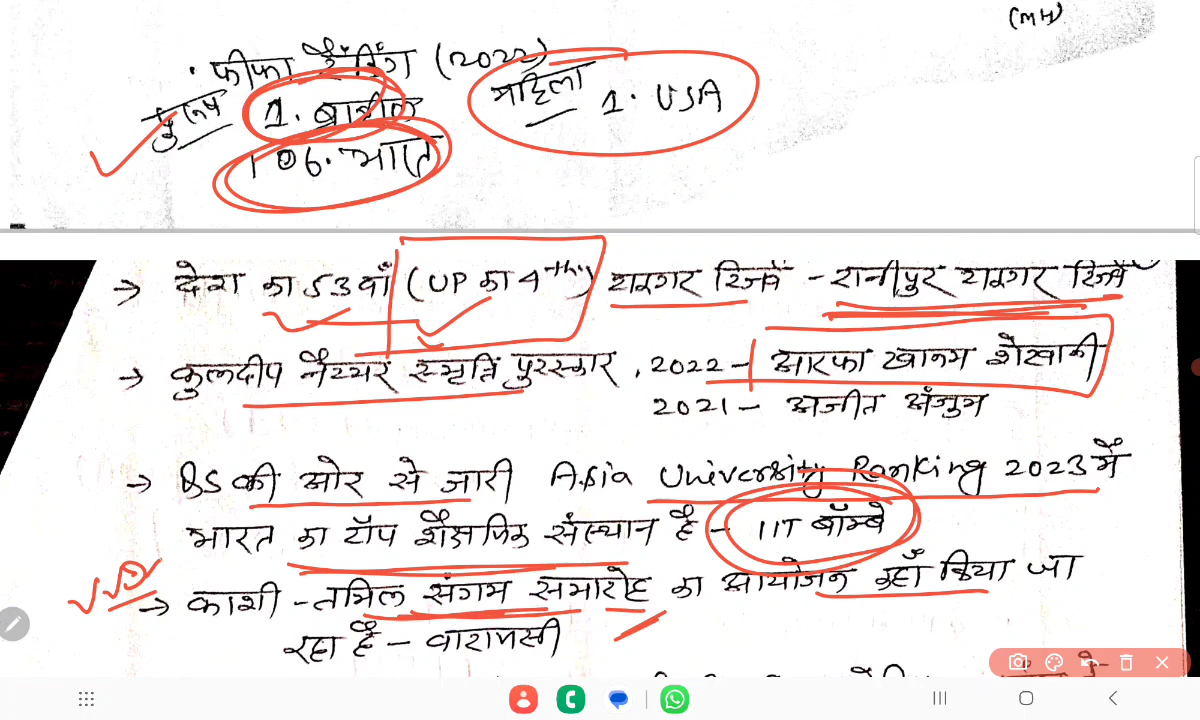 (MH)
· फीफा रैंकिंग (2022)
पुरुष 1. ब्राजील महिला 1. USA
106. भारत
→ देश का 53वाँ (UP का 4th) टाइगर रिजर्व - रानीपुर टाइगर रिजर्व
→ कुलदीप नैय्यर स्मृति पुरस्कार, 2022 - आरफा खानम शेरवानी
2021 - अजीत अंजुम
→ QS की ओर से जारी Asia University Ranking 2023 में
भारत का टॉप शैक्षणिक संस्थान है - IIT बॉम्बे
→ काशी - तमिल संगम समारोह का आयोजन कहाँ किया जा
रहा है - वाराणसी